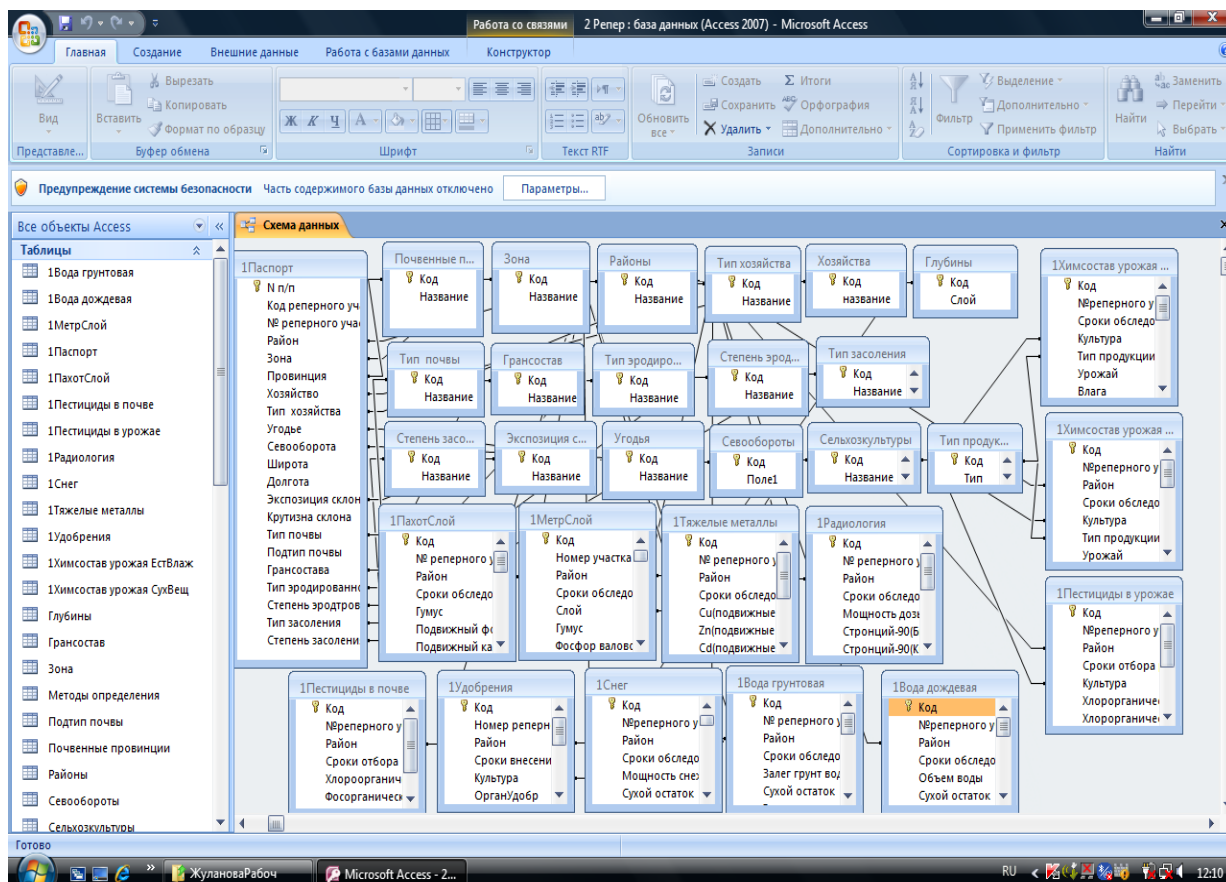 Работа со связями
2 Репер : база данных (Access 2007) - Microsoft Access
Главная Создание Внешние данные Работа с базами данных Конструктор
Вид
Вставить
Вырезать
Копировать
Формат по образцу
Ж К Ч
Обновить все
Создать
Сохранить
Удалить
Итоги
Орфография
Дополнительно
Фильтр
Выделение
Дополнительно
Применить фильтр
Найти
Заменить
Перейти
Выбрать
Представле... Буфер обмена Шрифт Текст RTF Записи Сортировка и фильтр Найти
Предупреждение системы безопасности Часть содержимого базы данных отключено Параметры...
Все объекты Access
Таблицы
1Вода грунтовая
1Вода дождевая
1МетрСлой
1Паспорт
1ПахотСлой
1Пестициды в почве
1Пестициды в урожае
1Радиология
1Снег
1Тяжелые металлы
1Удобрения
1Химсостав урожая ЕстВлаж
1Химсостав урожая СухВещ
Глубины
Грансостав
Зона
Методы определения
Подтип почвы
Почвенные провинции
Районы
Севообороты
Сельхозкультуры
Схема данных
1Паспорт
N п/п
Код реперного уч
№ реперного учас
Район
Зона
Провинция
Хозяйство
Тип хозяйства
Угодье
Севооборота
Широта
Долгота
Экспозиция склон
Крутизна склона
Тип почвы
Подтип почвы
Грансостава
Тип эродированно
Степень эродтров
Тип засоления
Степень засолени
Почвенные п...
Код
Название
Зона
Код
Название
Районы
Код
Название
Тип хозяйства
Код
Название
Хозяйства
Код
название
Глубины
Код
Слой
1Химсостав урожая ...
Код
№реперного у
Сроки обследо
Культура
Тип продукции
Урожай
Влага
Тип почвы
Код
Название
Грансостав
Код
Название
Тип эродиро...
Код
Название
Степень эрод...
Код
Название
Тип засоления
Код
Название
Степень засо...
Код
Название
Экспозиция с...
Код
Название
Угодья
Код
Название
Севообороты
Код
Поле1
Сельхозкультуры
Код
Название
Тип продук...
Код
Тип
1Химсостав урожая ...
Код
№реперного у
Район
Сроки обследо
Культура
Тип продукции
Урожай
1ПахотСлой
Код
№ реперного у
Район
Сроки обследо
Гумус
Подвижный фо
Подвижный ка
1МетрСлой
Код
Номер участка
Район
Сроки обследо
Слой
Гумус
Фосфор валовс
1Тяжелые металлы
Код
№ реперного у
Район
Сроки обследо
Cu(подвижные
Zn(подвижные
Cd(подвижные
1Радиология
Код
№ реперного у
Район
Сроки обследо
Мощность дозь
Стронций-90(Б
Стронций-90(К
1Пестициды в урожае
Код
№реперного у
Район
Сроки отбора
Культура
Хлорорганичес
Хлорорганичес
1Пестициды в почве
Код
№реперного у
Район
Сроки отбора
Хлороорганич
Фосорганическ
1Удобрения
Код
Номер реперн
Район
Сроки внесени
Культура
ОрганУдобр
1Снег
Код
№реперного у
Район
Сроки обследо
Мощность снеж
Сухой остаток
1Вода грунтовая
Код
№ реперного у
Район
Сроки обследо
Залег грунт вод
Сухой остаток
1Вода дождевая
Код
№реперного у
Район
Сроки обследо
Объем воды
Сухой остаток
Готово
ЖулановаРабоч
Microsoft Access - 2...
RU
12:10